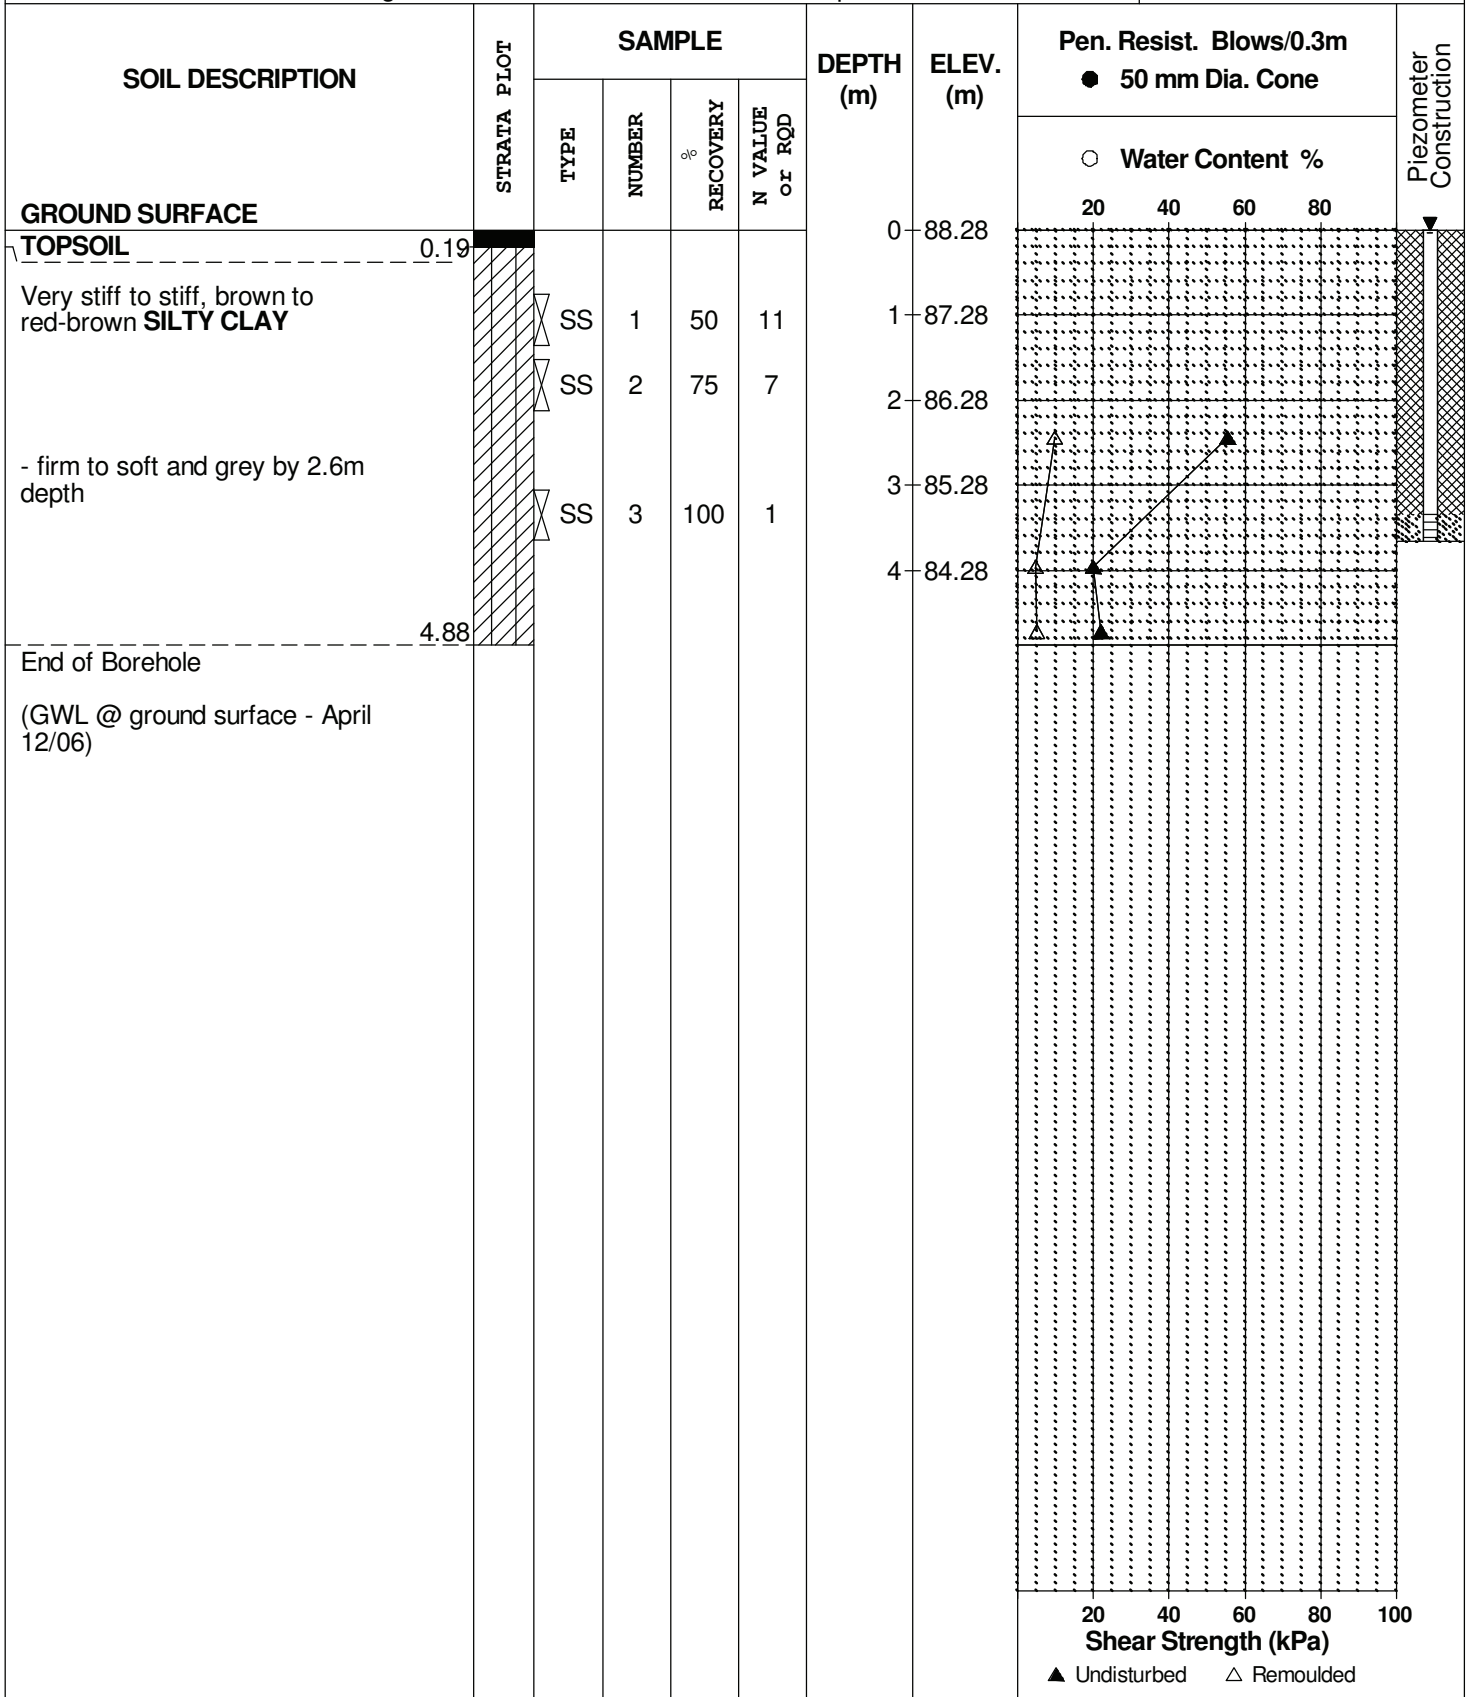 SOIL DESCRIPTION
GROUND SURFACE
STRATA PLOT
SAMPLE
TYPE
NUMBER
%
RECOVERY
N VALUE
or RQD
DEPTH
(m)
ELEV.
(m)
Pen. Resist. Blows/0.3m
● 50 mm Dia. Cone
○ Water Content %
20 40 60 80
Piezometer
Construction
TOPSOIL 0.19
0 88.28
Very stiff to stiff, brown to
red-brown SILTY CLAY
SS 1 50 11
1 87.28
SS 2 75 7
2 86.28
- firm to soft and grey by 2.6m
depth
3 85.28
SS 3 100 1
4 84.28
4.88
End of Borehole
(GWL @ ground surface - April
12/06)
20 40 60 80 100
Shear Strength (kPa)
▲ Undisturbed △ Remoulded